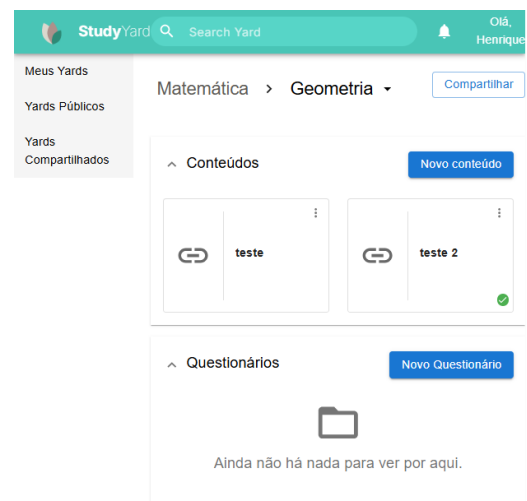 StudyYard
Search Yard
Olá,
Henrique
Meus Yards
Yards Públicos
Yards
Compartilhados
Matemática > Geometria
Compartilhar
Conteúdos
Novo conteúdo
teste
teste 2
Questionários
Novo Questionário
Ainda não há nada para ver por aqui.